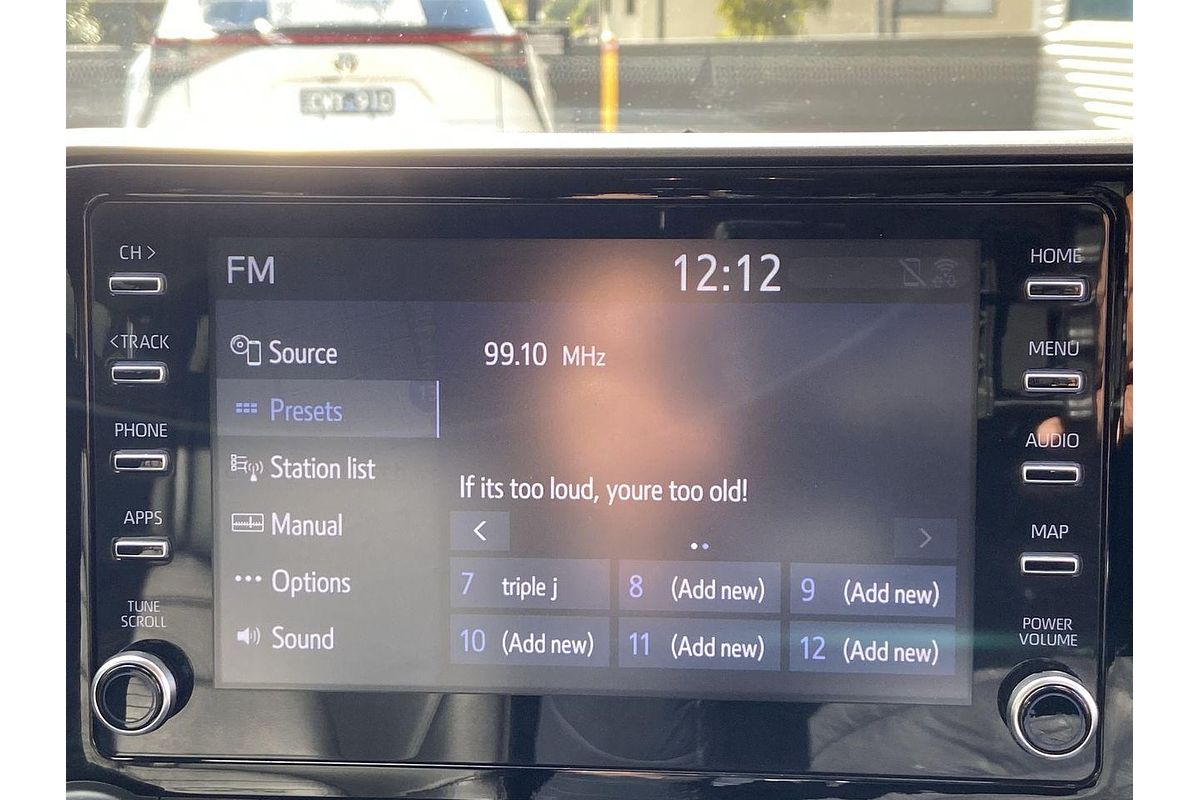 CH >
<TRACK
PHONE
APPS
TUNE
SCROLL
FM
12:12
Source
99.10 MHz
Presets
Station list
If its too loud, youre too old!
Manual
<
>
Options
7 triple j
8 (Add new)
9 (Add new)
Sound
10 (Add new)
11 (Add new)
12 (Add new)
HOME
MENU
AUDIO
MAP
POWER
VOLUME